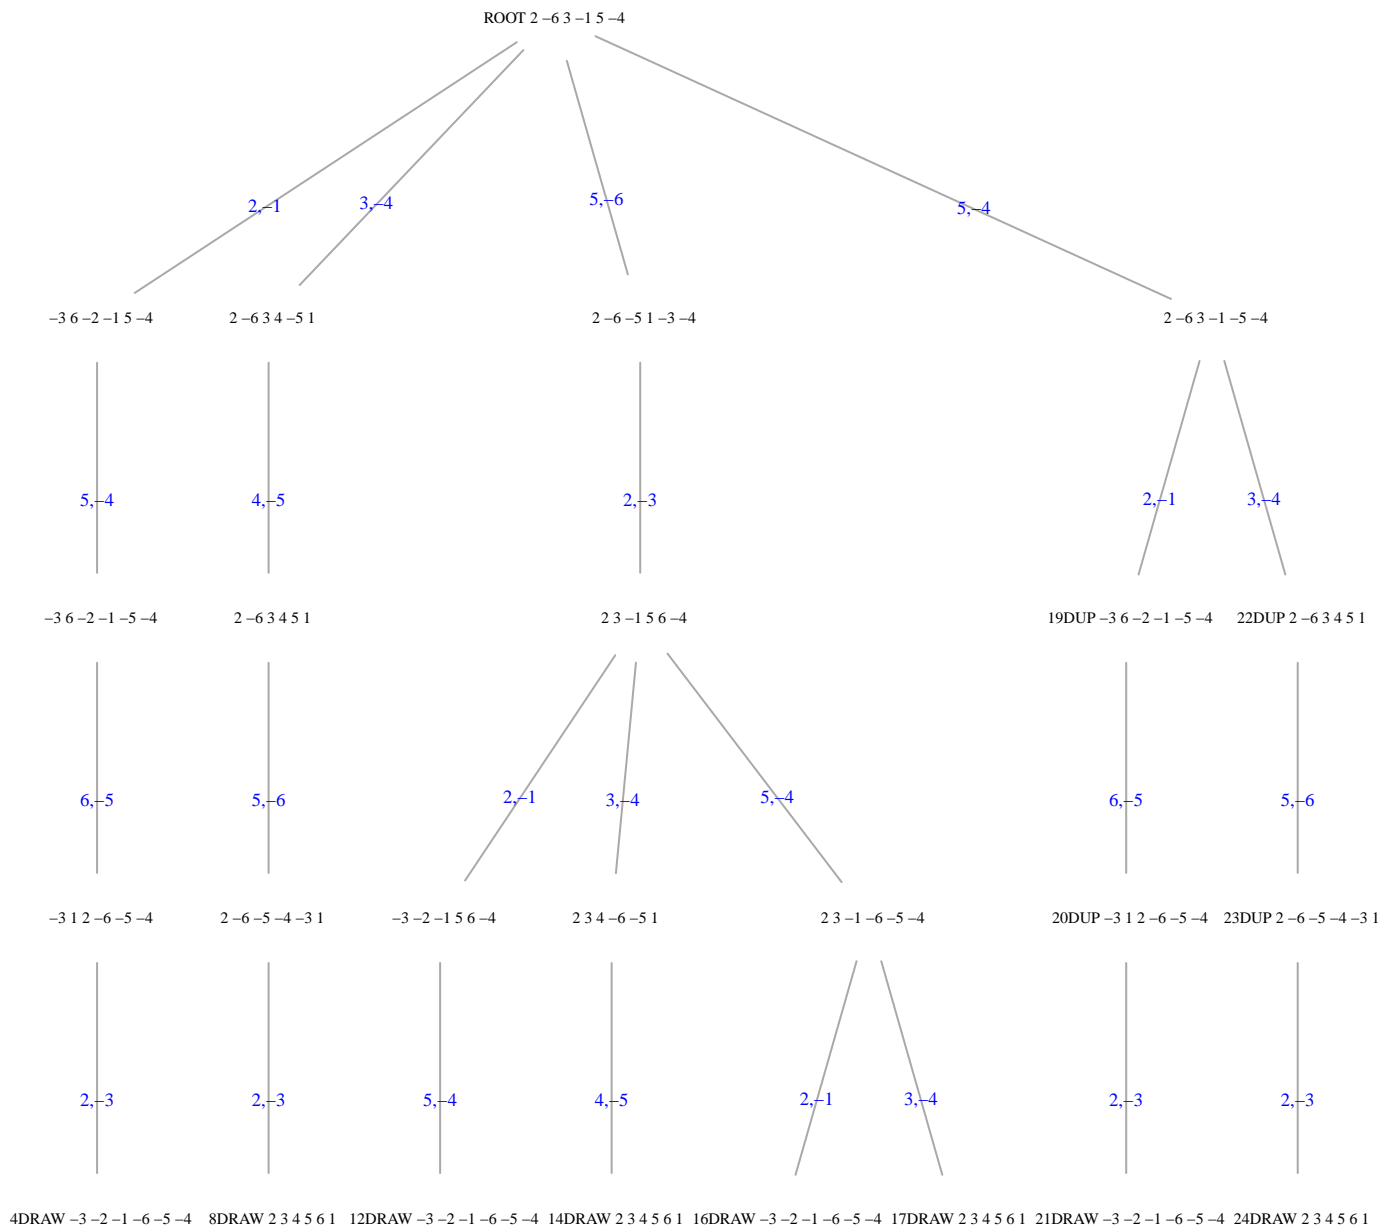 ROOT 2 −6 3 −1 5 −4
2,−1 3,−4 5,−6 5,−4
−3 6 −2 −1 5 −4 2 −6 3 4 −5 1 2 −6 −5 1 −3 −4 2 −6 3 −1 −5 −4
5,−4 4,−5 2,−3 2,−1 3,−4
−3 6 −2 −1 −5 −4 2 −6 3 4 5 1 2 3 −1 5 6 −4 19DUP −3 6 −2 −1 −5 −4 22DUP 2 −6 3 4 5 1
6,−5 5,−6 2,−1 3,−4 5,−4 6,−5 5,−6
−3 1 2 −6 −5 −4 2 −6 −5 −4 −3 1 −3 −2 −1 5 6 −4 2 3 4 −6 −5 1 2 3 −1 −6 −5 −4 20DUP −3 1 2 −6 −5 −4 23DUP 2 −6 −5 −4 −3 1
2,−3 2,−3 5,−4 4,−5 2,−1 3,−4 2,−3 2,−3
4DRAW −3 −2 −1 −6 −5 −4 8DRAW 2 3 4 5 6 1 12DRAW −3 −2 −1 −6 −5 −4 14DRAW 2 3 4 5 6 1 16DRAW −3 −2 −1 −6 −5 −4 17DRAW 2 3 4 5 6 1 21DRAW −3 −2 −1 −6 −5 −4 24DRAW 2 3 4 5 6 1